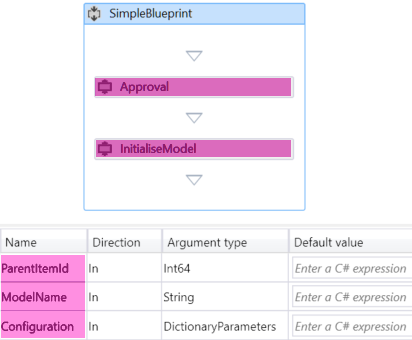 SimpleBlueprint
Approval
InitialiseModel
Name Direction Argument type Default value
ParentItemId In Int64 Enter a C# expression
ModelName In String Enter a C# expression
Configuration In DictionaryParameters Enter a C# expression